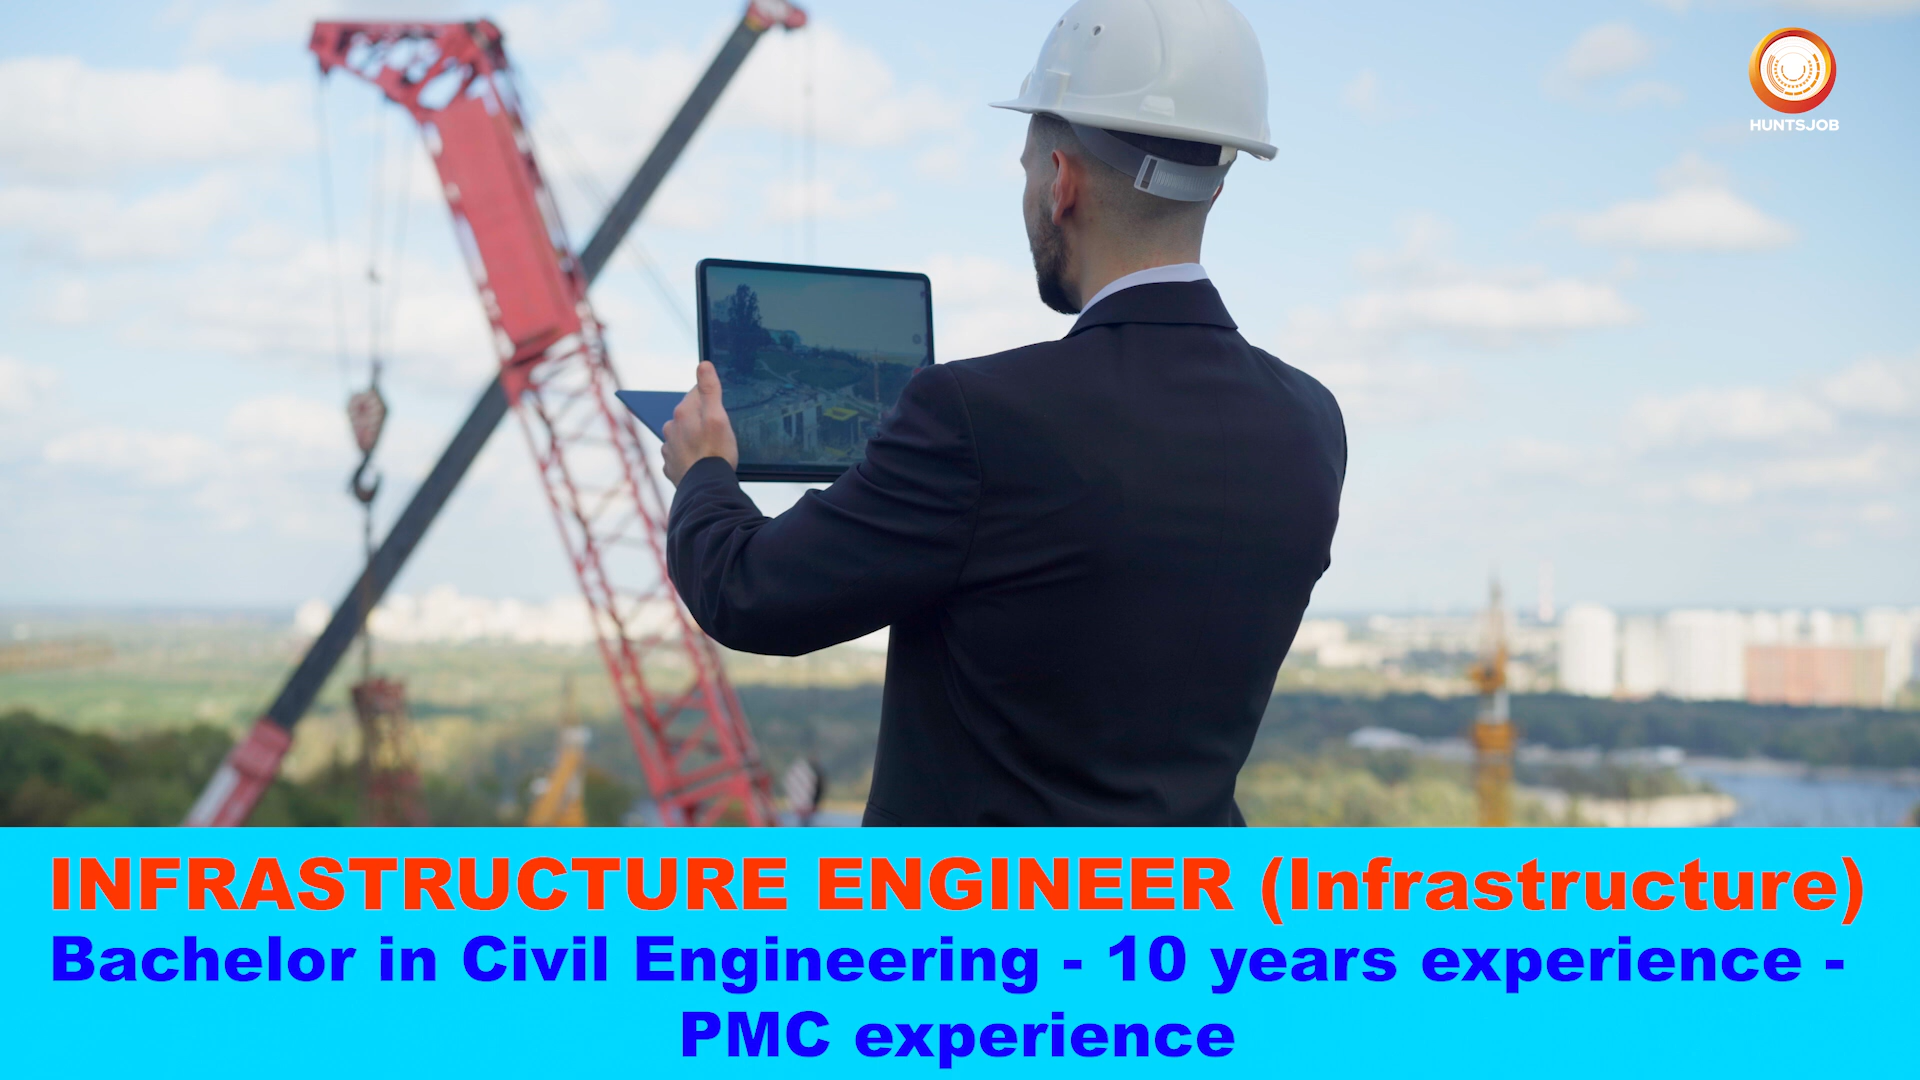 HUNTSJOB
INFRASTRUCTURE ENGINEER (Infrastructure)
Bachelor in Civil Engineering - 10 years experience -
PMC experience